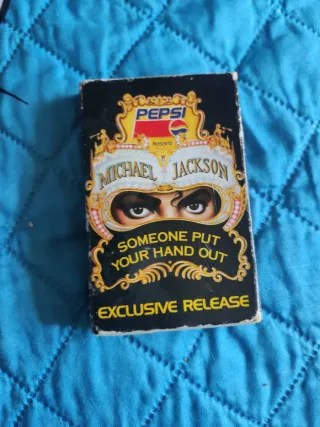 PEPSI
PRESENTS
MICHAEL JACKSON
SOMEONE PUT
YOUR HAND OUT
EXCLUSIVE RELEASE